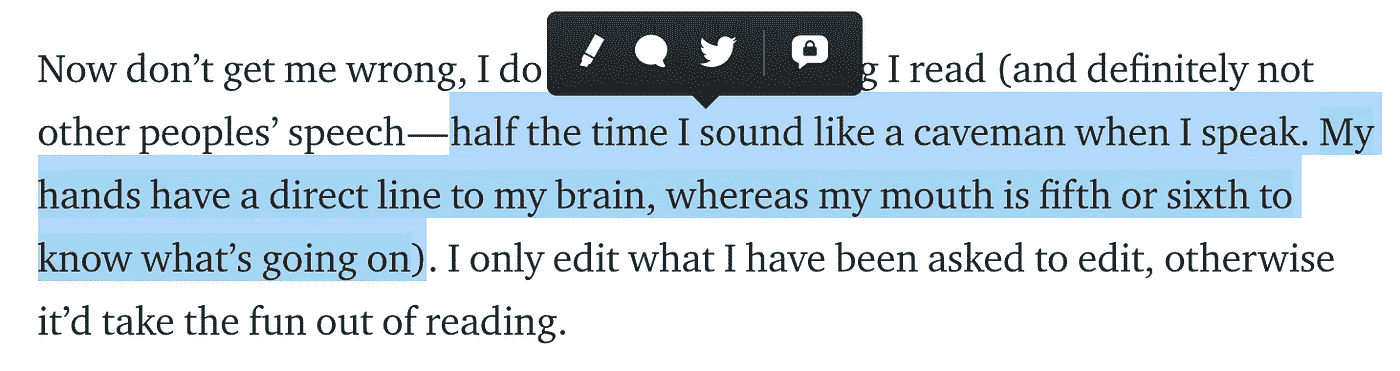 Now don’t get me wrong, I do g I read (and definitely not
other peoples’ speech—half the time I sound like a caveman when I speak. My
hands have a direct line to my brain, whereas my mouth is fifth or sixth to
know what’s going on). I only edit what I have been asked to edit, otherwise
it’d take the fun out of reading.